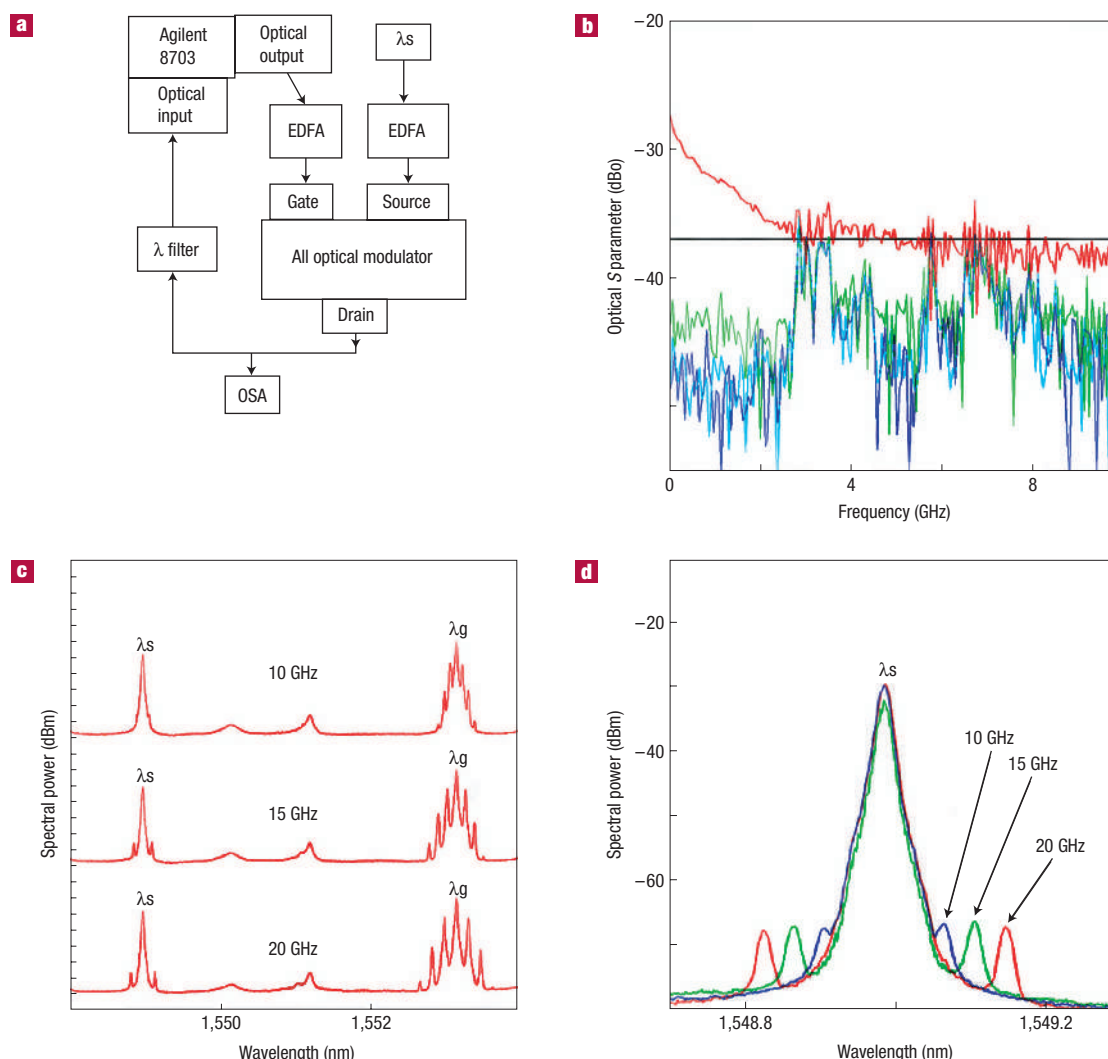 a
Agilent
8703
Optical
output
λs
Optical
input
EDFA
EDFA
Gate
Source
λ filter
All optical modulator
Drain
OSA
b
−20
−30
−40
Optical S parameter (dBo)
0
4
8
Frequency (GHz)
c
λs
λg
10 GHz
λs
λg
15 GHz
λs
λg
20 GHz
Spectral power (dBm)
1,550
1,552
Wavelength (nm)
d
−20
λs
−30
10 GHz
15 GHz
−40
−50
20 GHz
−60
Spectral power (dBm)
1,548.8
1,549.2
Wavelength (nm)